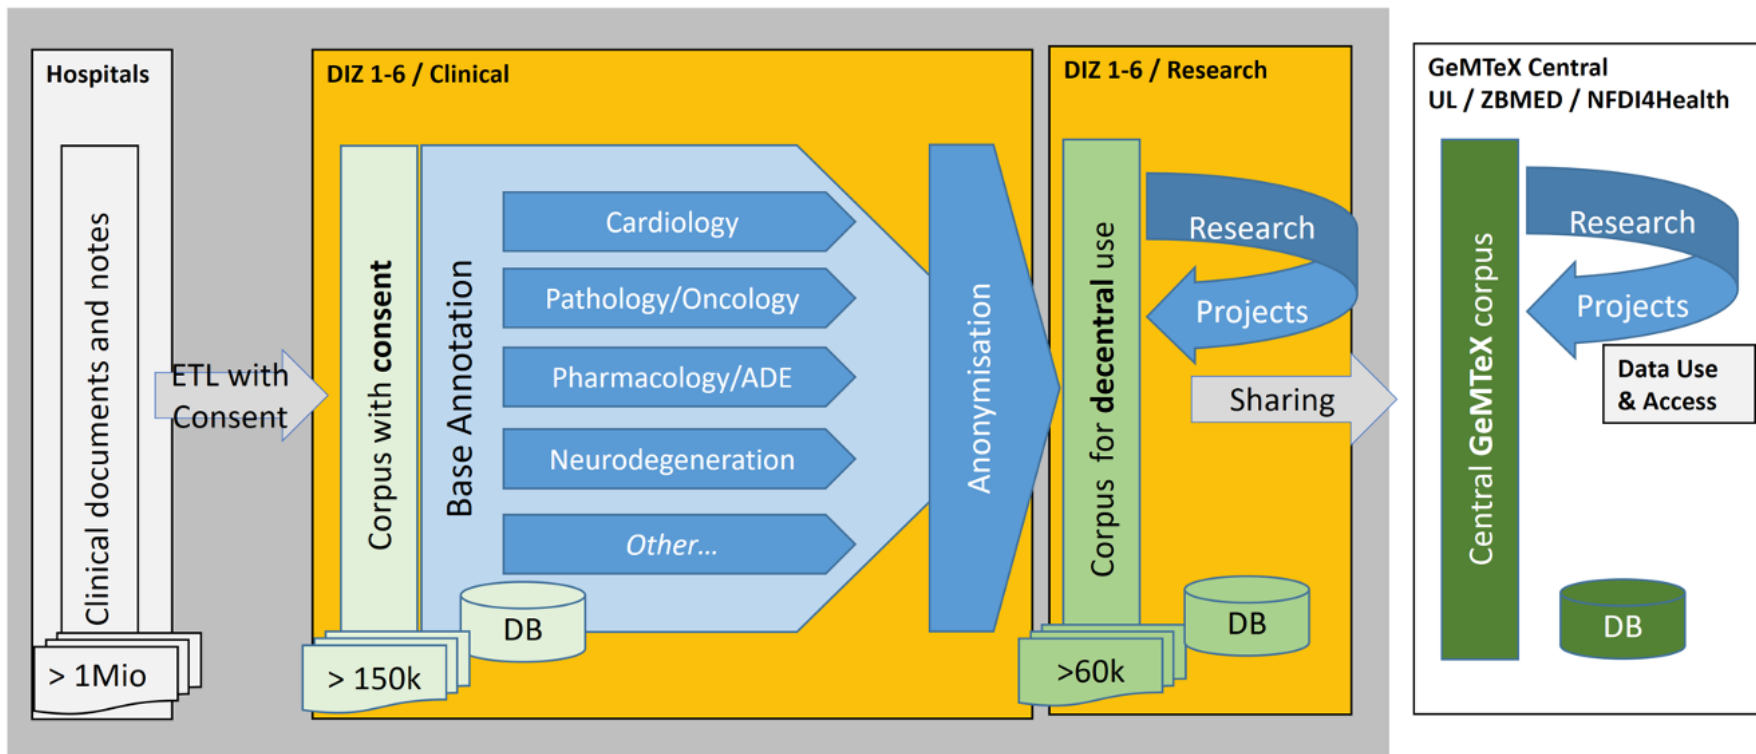 Hospitals
Clinical documents and notes
> 1Mio
ETL with
Consent
DIZ 1-6 / Clinical
Corpus with consent
> 150k
Base Annotation
Cardiology
Pathology/Oncology
Pharmacology/ADE
Neurodegeneration
Other...
DB
Anonymisation
DIZ 1-6 / Research
Corpus for decentral use
>60k
Research
Projects
Sharing
DB
GeMTeX Central
UL / ZBMED / NFDI4Health
Central GeMTeX corpus
Research
Projects
Data Use
& Access
DB